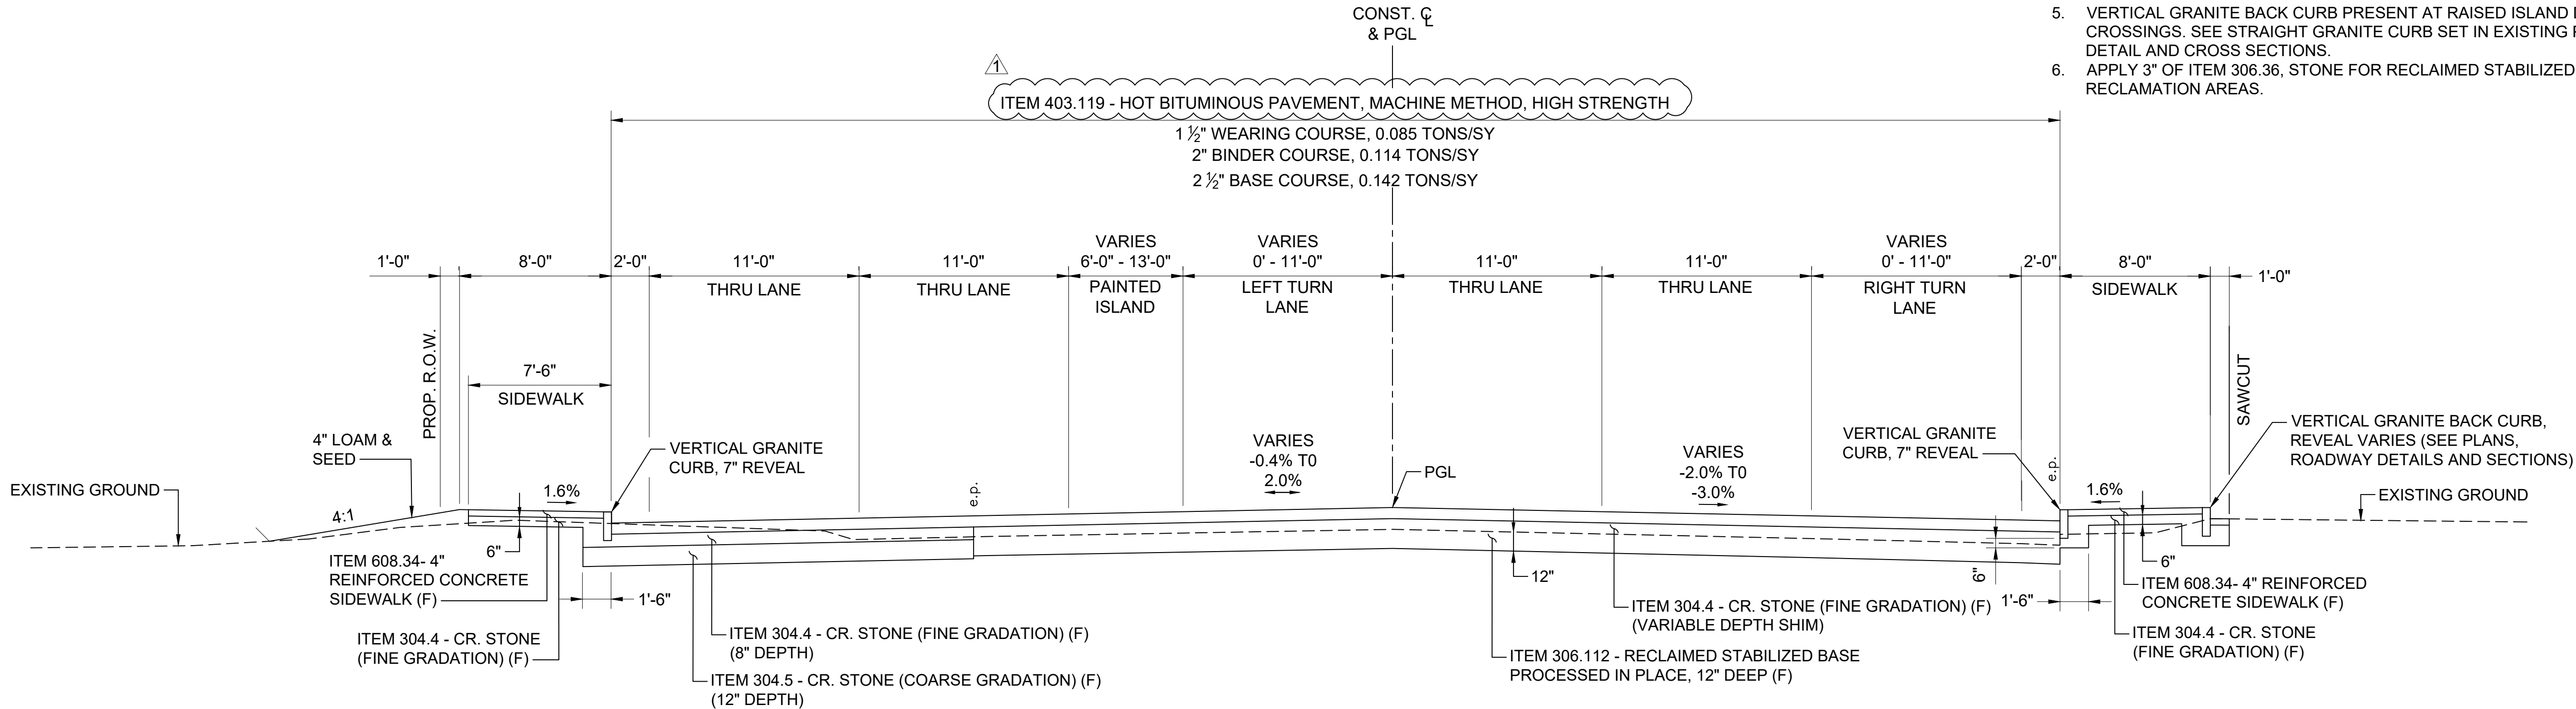 CONST. ℄
& PGL
5. VERTICAL GRANITE BACK CURB PRESENT AT RAISED ISLAND
CROSSINGS. SEE STRAIGHT GRANITE CURB SET IN EXISTING
DETAIL AND CROSS SECTIONS.
6. APPLY 3" OF ITEM 306.36, STONE FOR RECLAIMED STABILIZED
RECLAMATION AREAS.
1
ITEM 403.119 - HOT BITUMINOUS PAVEMENT, MACHINE METHOD, HIGH STRENGTH
1 ½" WEARING COURSE, 0.085 TONS/SY
2" BINDER COURSE, 0.114 TONS/SY
2 ½" BASE COURSE, 0.142 TONS/SY
1'-0"
8'-0"
2'-0"
11'-0"
THRU LANE
11'-0"
THRU LANE
VARIES
6'-0" - 13'-0"
PAINTED
ISLAND
VARIES
0' - 11'-0"
LEFT TURN
LANE
11'-0"
THRU LANE
11'-0"
THRU LANE
VARIES
0' - 11'-0"
RIGHT TURN
LANE
2'-0"
8'-0"
SIDEWALK
1'-0"
PROP. R.O.W.
7'-6"
SIDEWALK
SAWCUT
4" LOAM &
SEED
VERTICAL GRANITE
CURB, 7" REVEAL
VARIES
-0.4% T0
2.0%
PGL
VARIES
-2.0% T0
-3.0%
VERTICAL GRANITE
CURB, 7" REVEAL
VERTICAL GRANITE BACK CURB,
REVEAL VARIES (SEE PLANS,
ROADWAY DETAILS AND SECTIONS)
EXISTING GROUND
4:1
1.6%
e.p.
e.p.
1.6%
EXISTING GROUND
6"
ITEM 608.34- 4"
REINFORCED CONCRETE
SIDEWALK (F)
1'-6"
12"
6"
1'-6"
6"
ITEM 608.34- 4" REINFORCED
CONCRETE SIDEWALK (F)
ITEM 304.4 - CR. STONE
(FINE GRADATION) (F)
ITEM 304.4 - CR. STONE (FINE GRADATION) (F)
(8" DEPTH)
ITEM 304.5 - CR. STONE (COARSE GRADATION) (F)
(12" DEPTH)
ITEM 304.4 - CR. STONE (FINE GRADATION) (F)
(VARIABLE DEPTH SHIM)
ITEM 306.112 - RECLAIMED STABILIZED BASE
PROCESSED IN PLACE, 12" DEEP (F)
ITEM 304.4 - CR. STONE
(FINE GRADATION) (F)